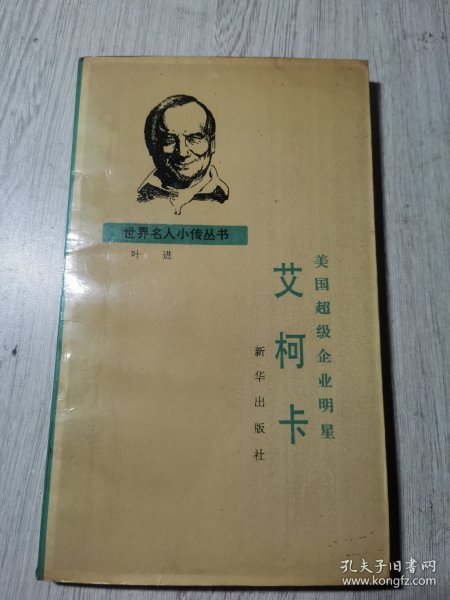 世界名人小传丛书
叶 进
美国超级企业明星
艾柯卡
新华出版社
孔夫子旧书网
www.kongfz.com